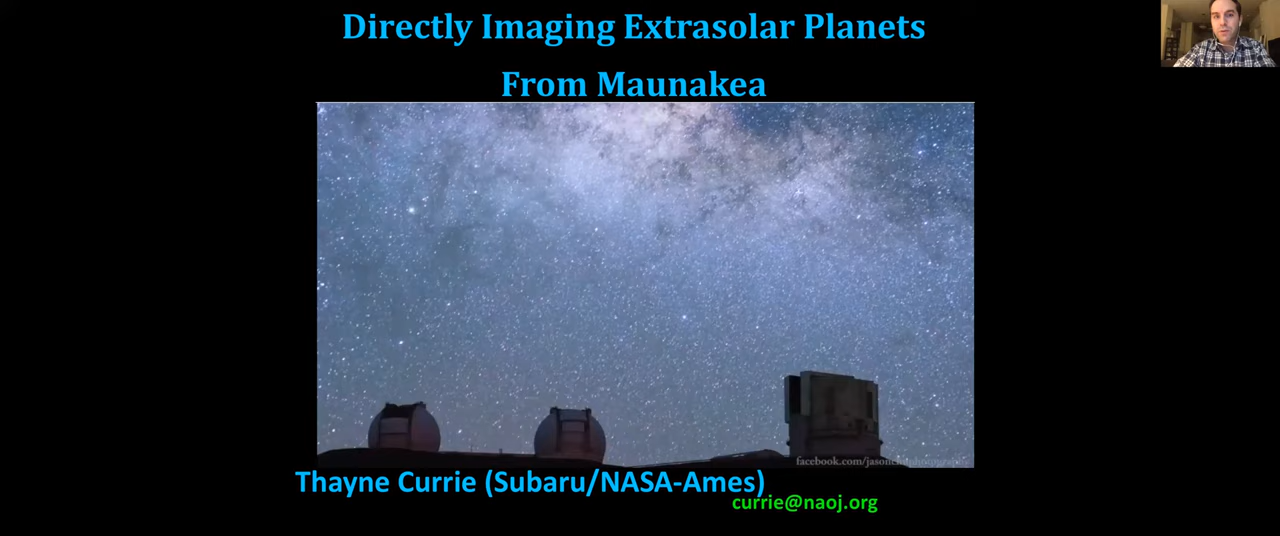 Directly Imaging Extrasolar Planets
From Maunakea
Thayne Currie (Subaru/NASA-Ames)
currie@naoj.org